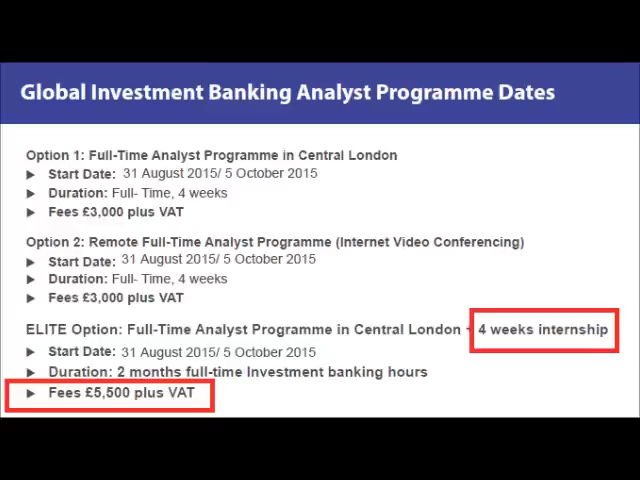 Global Investment Banking Analyst Programme Dates
Option 1: Full-Time Analyst Programme in Central London
Start Date: 31 August 2015/ 5 October 2015
Duration: Full- Time, 4 weeks
Fees £3,000 plus VAT
Option 2: Remote Full-Time Analyst Programme (Internet Video Conferencing)
Start Date: 31 August 2015/ 5 October 2015
Duration: Full- Time, 4 weeks
Fees £3,000 plus VAT
ELITE Option: Full-Time Analyst Programme in Central London + 4 weeks internship
Start Date: 31 August 2015/ 5 October 2015
Duration: 2 months full-time Investment banking hours
Fees £5,500 plus VAT